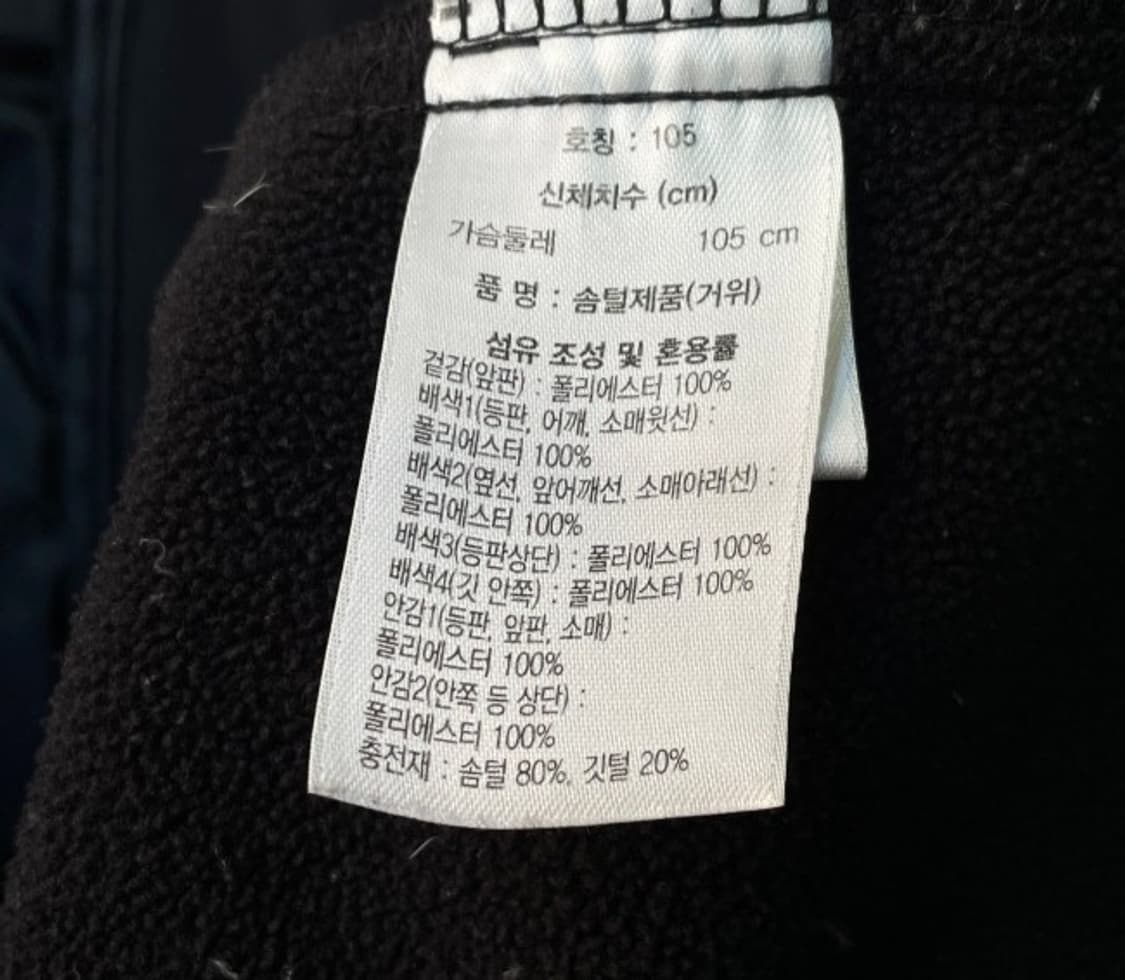 호칭 : 105
신체치수 (cm)
가슴둘레 105 cm
품 명 : 솜털제품(거위)
섬유 조성 및 혼용률
겉감(앞판) : 폴리에스터 100%
배색1(등판, 어깨, 소매윗선) :
폴리에스터 100%
배색2(옆선, 앞어깨선, 소매아래선) :
폴리에스터 100%
배색3(등판상단) : 폴리에스터 100%
배색4(깃 안쪽) : 폴리에스터 100%
안감1(등판, 앞판, 소매) :
폴리에스터 100%
안감2(안쪽 등 상단) :
폴리에스터 100%
충전재 : 솜털 80%, 깃털 20%